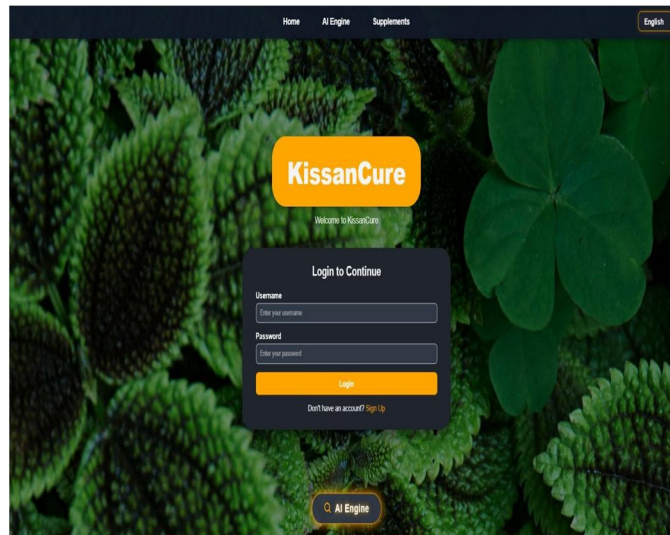 Home AI Engine Supplements English
KissanCure
Welcome to KissanCure
Login to Continue
Username
Enter your username
Password
Enter your password
Login
Don't have an account? Sign Up
AI Engine